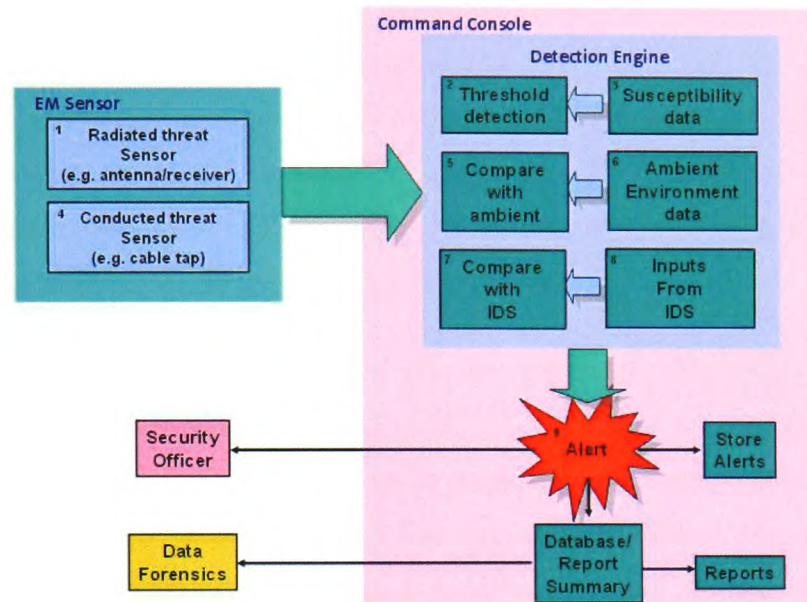 Command Console
Detection Engine
EM Sensor
1 Radiated threat
Sensor
(e.g. antenna/receiver)
4 Conducted threat
Sensor
(e.g. cable tap)
2 Threshold
detection
3 Susceptibility
data
5 Compare
with
ambient
6 Ambient
Environment
data
7 Compare
with
IDS
8 Inputs
From
IDS
9 Alert
Security
Officer
Store
Alerts
Data
Forensics
Database/
Report
Summary
Reports